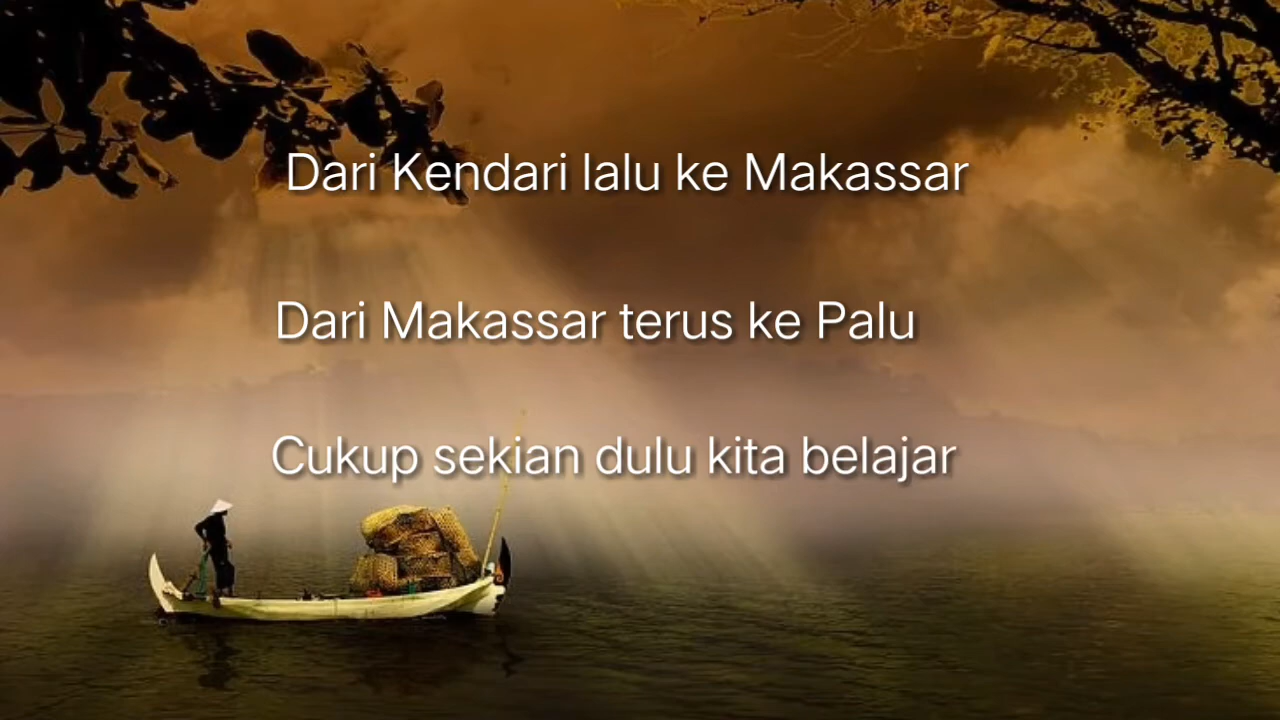 Dari Kendari lalu ke Makassar
Dari Makassar terus ke Palu
Cukup sekian dulu kita belajar